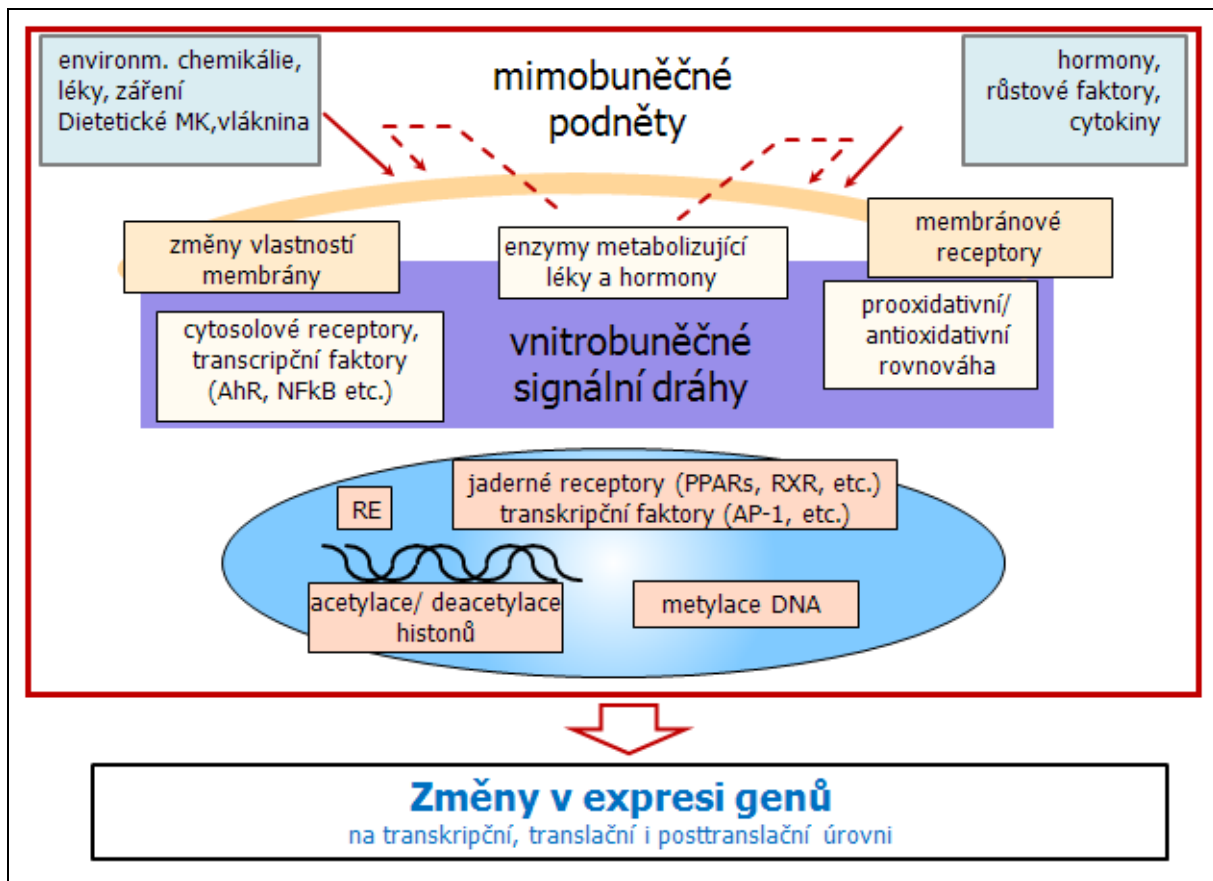 environm. chemikálie,
léky, záření
Dietetické MK,vláknina
mimobuněčné
podněty
hormony,
růstové faktory,
cytokiny
změny vlastností
membrány
enzymy metabolizující
léky a hormony
membránové
receptory
cytosolové receptory,
transcripční faktory
(AhR, NFkB etc.)
vnitrobuněčné
signální dráhy
prooxidativní/
antioxidativní
rovnováha
RE
jaderné receptory (PPARs, RXR, etc.)
transkripční faktory (AP-1, etc.)
acetylace/ deacetylace
histonů
metylace DNA
Změny v expresi genů
na transkripční, translační i posttranslační úrovni